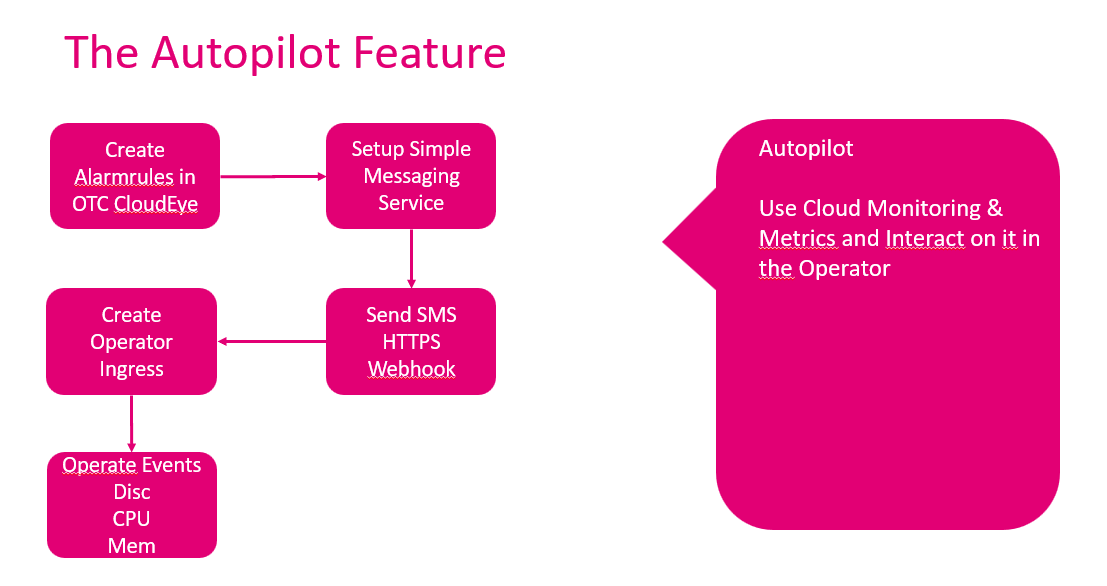 The Autopilot Feature
Create
Alarmrules in
OTC CloudEye
Setup Simple
Messaging
Service
Send SMS
HTTPS
Webhook
Create
Operator
Ingress
Operate Events
Disc
CPU
Mem
Autopilot
Use Cloud Monitoring &
Metrics and Interact on it in
the Operator